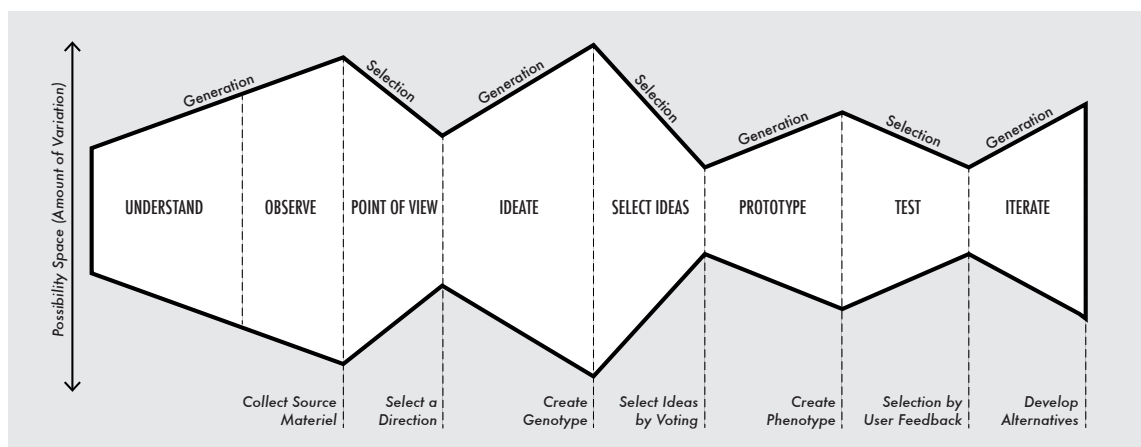 Possibility Space (Amount of Variation)
Generation
Selection
Generation
Selection
Generation
Selection
Generation
UNDERSTAND
OBSERVE
POINT OF VIEW
IDEATE
SELECT IDEAS
PROTOTYPE
TEST
ITERATE
Collect Source
Materiel
Select a
Direction
Create
Genotype
Select Ideas
by Voting
Create
Phenotype
Selection by
User Feedback
Develop
Alternatives